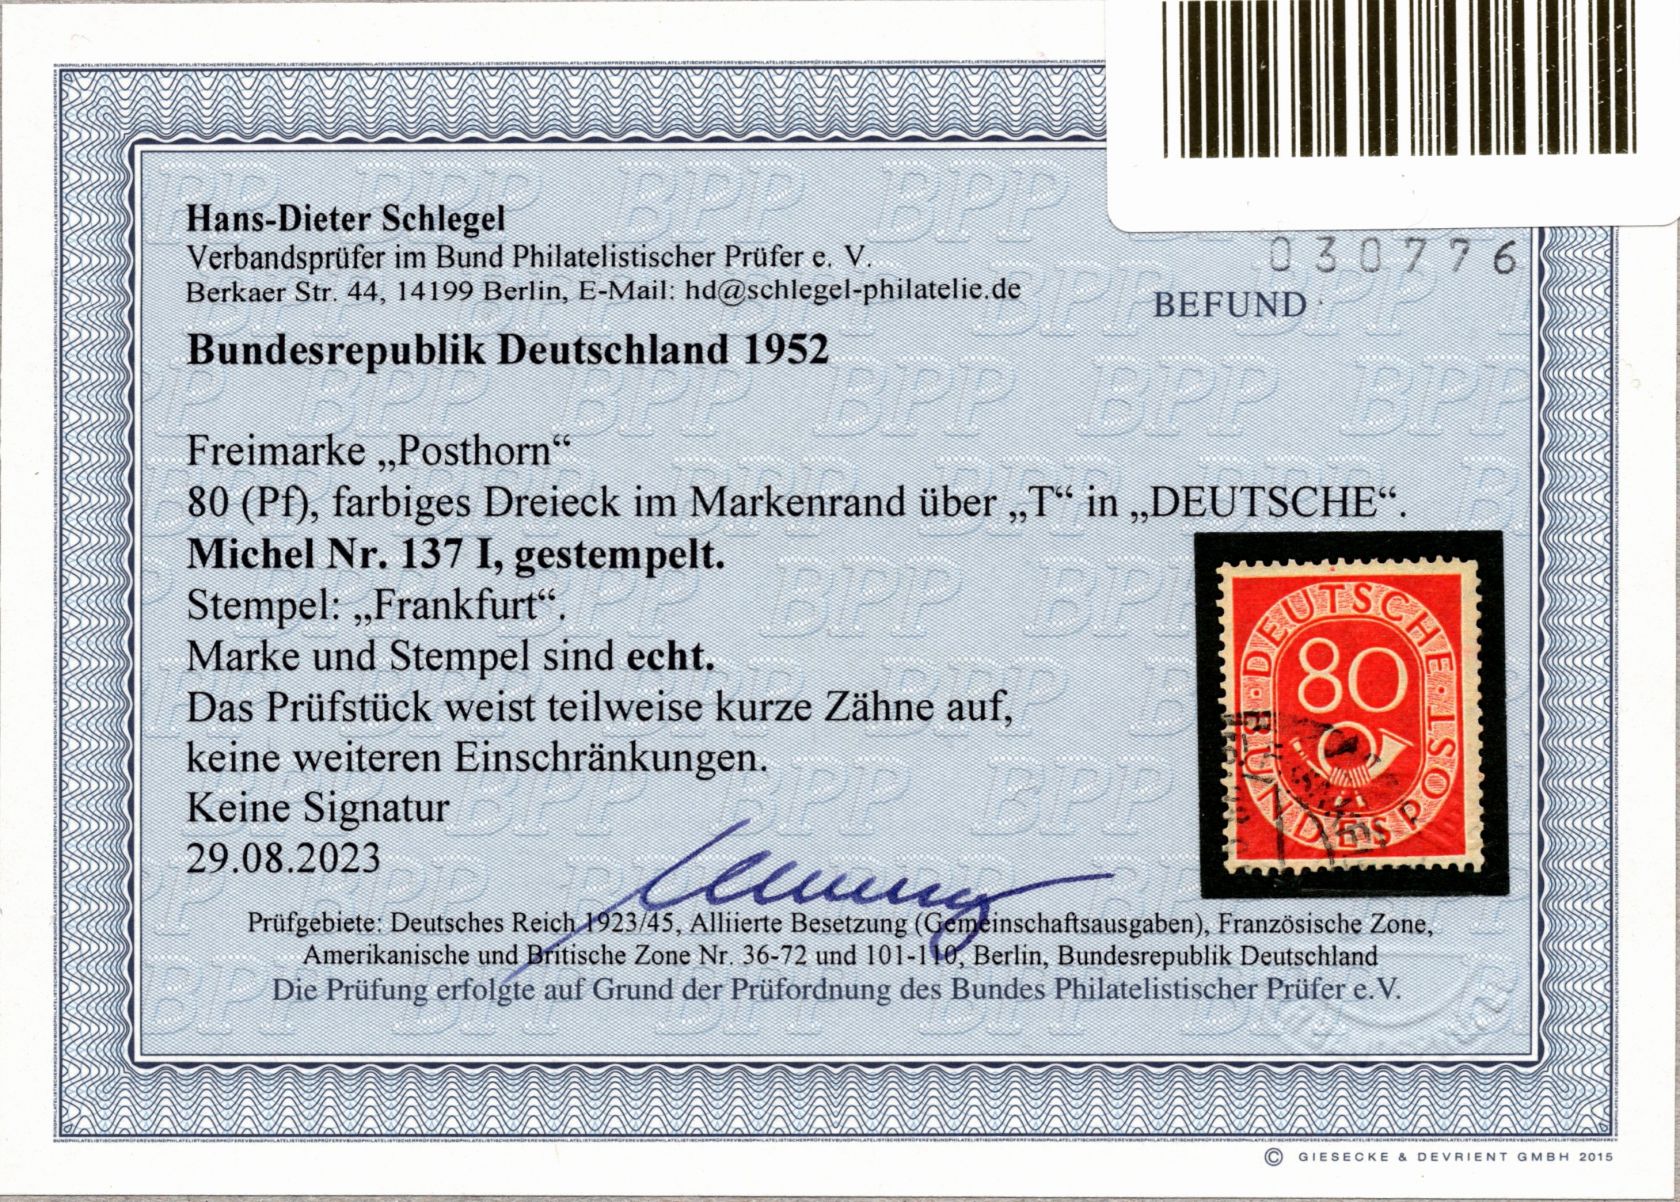 Hans-Dieter Schlegel
Verbandsprüfer im Bund Philatelistischer Prüfer e. V.
030776
Berkaer Str. 44, 14199 Berlin, E-Mail: hd@schlegel-philatelie.de
BEFUND
Bundesrepublik Deutschland 1952
Freimarke „Posthorn“
80 (Pf), farbiges Dreieck im Markenrand über „T“ in „DEUTSCHE“.
Michel Nr. 137 I, gestempelt.
Stempel: „Frankfurt“.
Marke und Stempel sind echt.
Das Prüfstück weist teilweise kurze Zähne auf,
keine weiteren Einschränkungen.
Keine Signatur
29.08.2023
DEUTSCHE · BUNDESPOST
80
Prüfgebiete: Deutsches Reich 1923/45, Alliierte Besetzung (Gemeinschaftsausgaben), Französische Zone,
Amerikanische und Britische Zone Nr. 36-72 und 101-110, Berlin, Bundesrepublik Deutschland
Die Prüfung erfolgte auf Grund der Prüfordnung des Bundes Philatelistischer Prüfer e.V.
© GIESECKE & DEVRIENT GMBH 2015